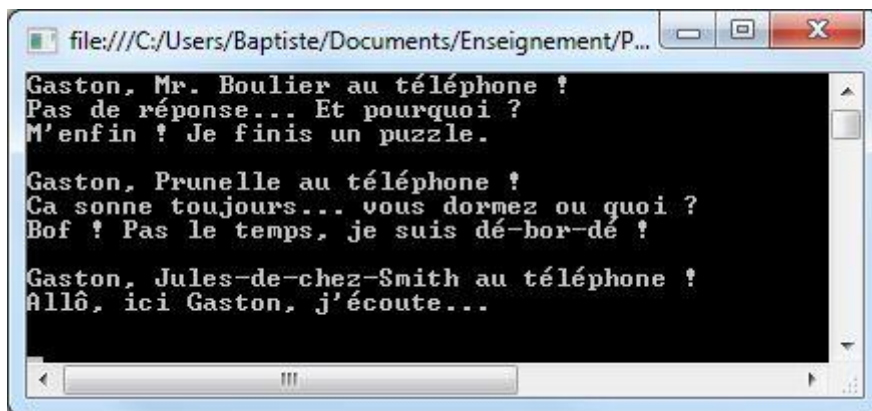 file:///C:/Users/Baptiste/Documents/Enseignement/P...
Gaston, Mr. Boulier au téléphone !
Pas de réponse... Et pourquoi ?
M'enfin ! Je finis un puzzle.
Gaston, Prunelle au téléphone !
Ca sonne toujours... vous dormez ou quoi ?
Bof ! Pas le temps, je suis dé-bor-dé !
Gaston, Jules-de-chez-Smith au téléphone !
Allô, ici Gaston, j'écoute...